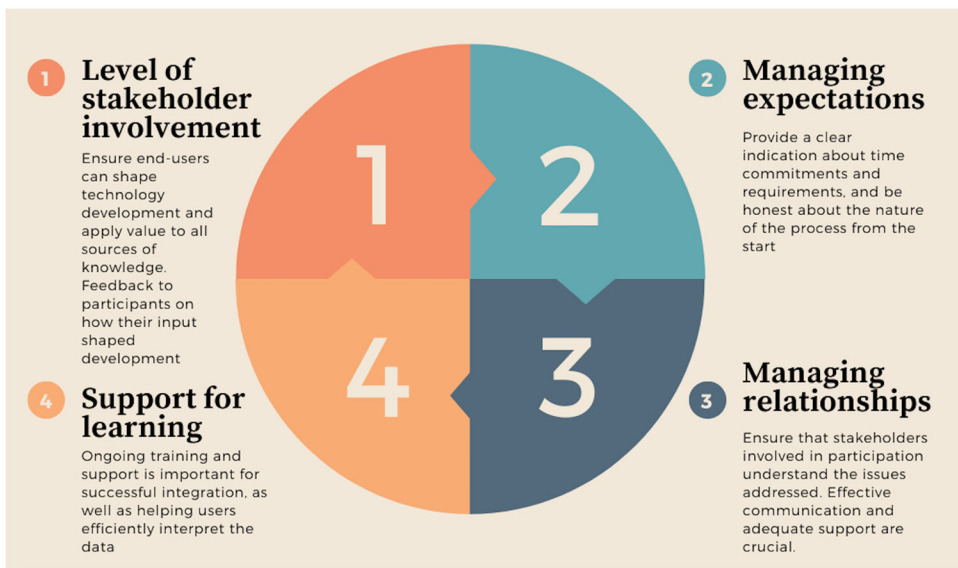 1
Level of
stakeholder
involvement
Ensure end-users
can shape
technology
development and
apply value to all
sources of
knowledge.
Feedback to
participants on
how their input
shaped
development
1
2
2
Managing
expectations
Provide a clear
indication about time
commitments and
requirements, and be
honest about the nature
of the process from the
start
4
3
3
Managing
relationships
Ensure that stakeholders
involved in participation
understand the issues
addressed. Effective
communication and
adequate support are
crucial.
4
Support for
learning
Ongoing training and
support is important for
successful integration, as
well as helping users
efficiently interpret the
data